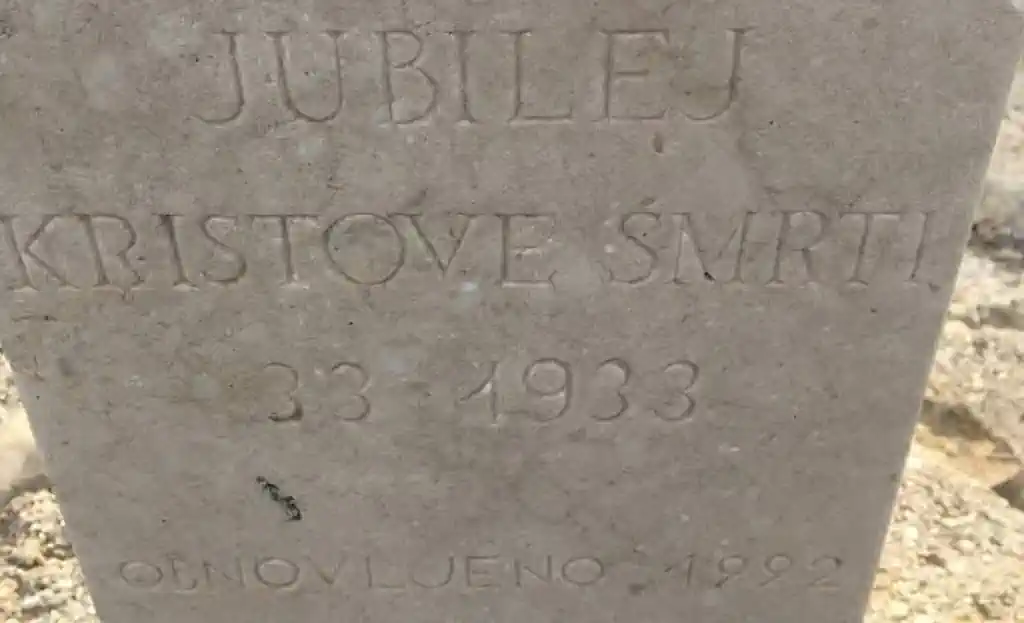 JUBILEJ
KRISTOVE SMRTI
33 - 1933
OBNOVLJENO 1992